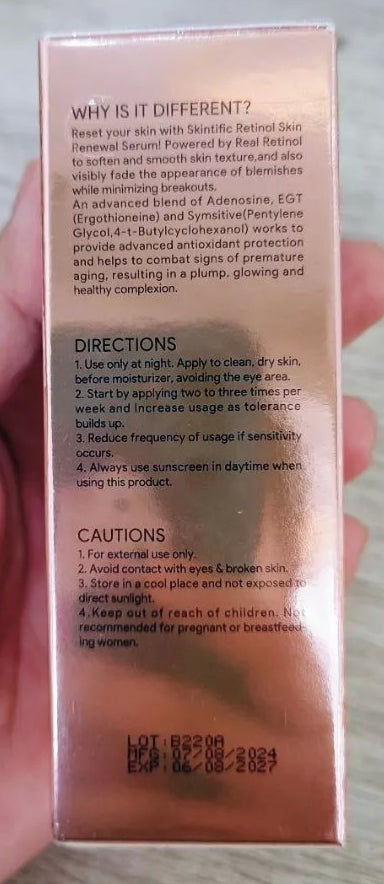 WHY IS IT DIFFERENT?
Reset your skin with Skintific Retinol Skin
Renewal Serum! Powered by Real Retinol
to soften and smooth skin texture,and also
visibly fade the appearance of blemishes
while minimizing breakouts.
An advanced blend of Adenosine, EGT
(Ergothioneine) and Symsitive(Pentylene
Glycol,4-t-Butylcyclohexanol) works to
provide advanced antioxidant protection
and helps to combat signs of premature
aging, resulting in a plump, glowing and
healthy complexion.
DIRECTIONS
1. Use only at night. Apply to clean, dry skin,
before moisturizer, avoiding the eye area.
2. Start by applying two to three times per
week and increase usage as tolerance
builds up.
3. Reduce frequency of usage if sensitivity
occurs.
4. Always use sunscreen in daytime when
using this product.
CAUTIONS
1. For external use only.
2. Avoid contact with eyes & broken skin.
3. Store in a cool place and not exposed to
direct sunlight.
4.Keep out of reach of children. Not
recommended for pregnant or breastfeed-
ing women.
LOT:B220A
MFG:07/08/2024
EXP:06/08/2027